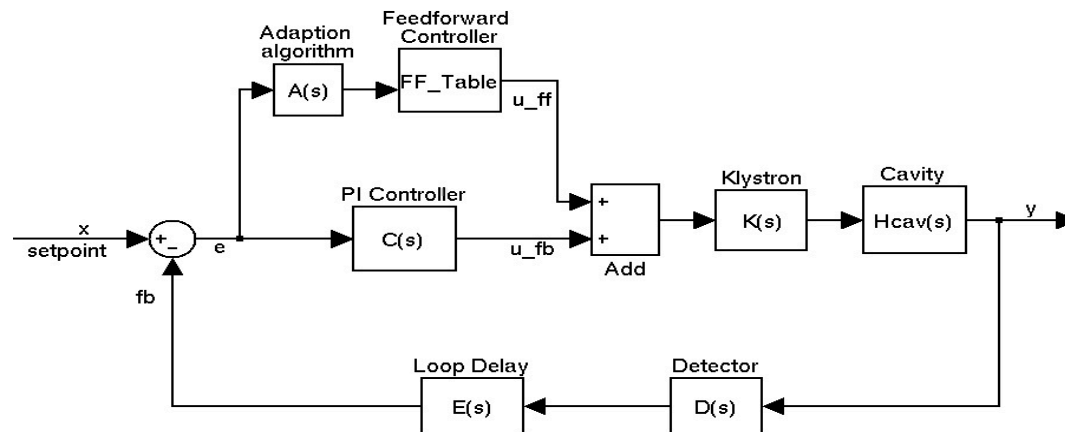 Adaption
algorithm
A(s)
Feedforward
Controller
FF_Table
u_ff
x
setpoint
+
-
e
fb
PI Controller
C(s)
u_fb
+
+
Add
Klystron
K(s)
Cavity
Hcav(s)
y
Loop Delay
E(s)
Detector
D(s)